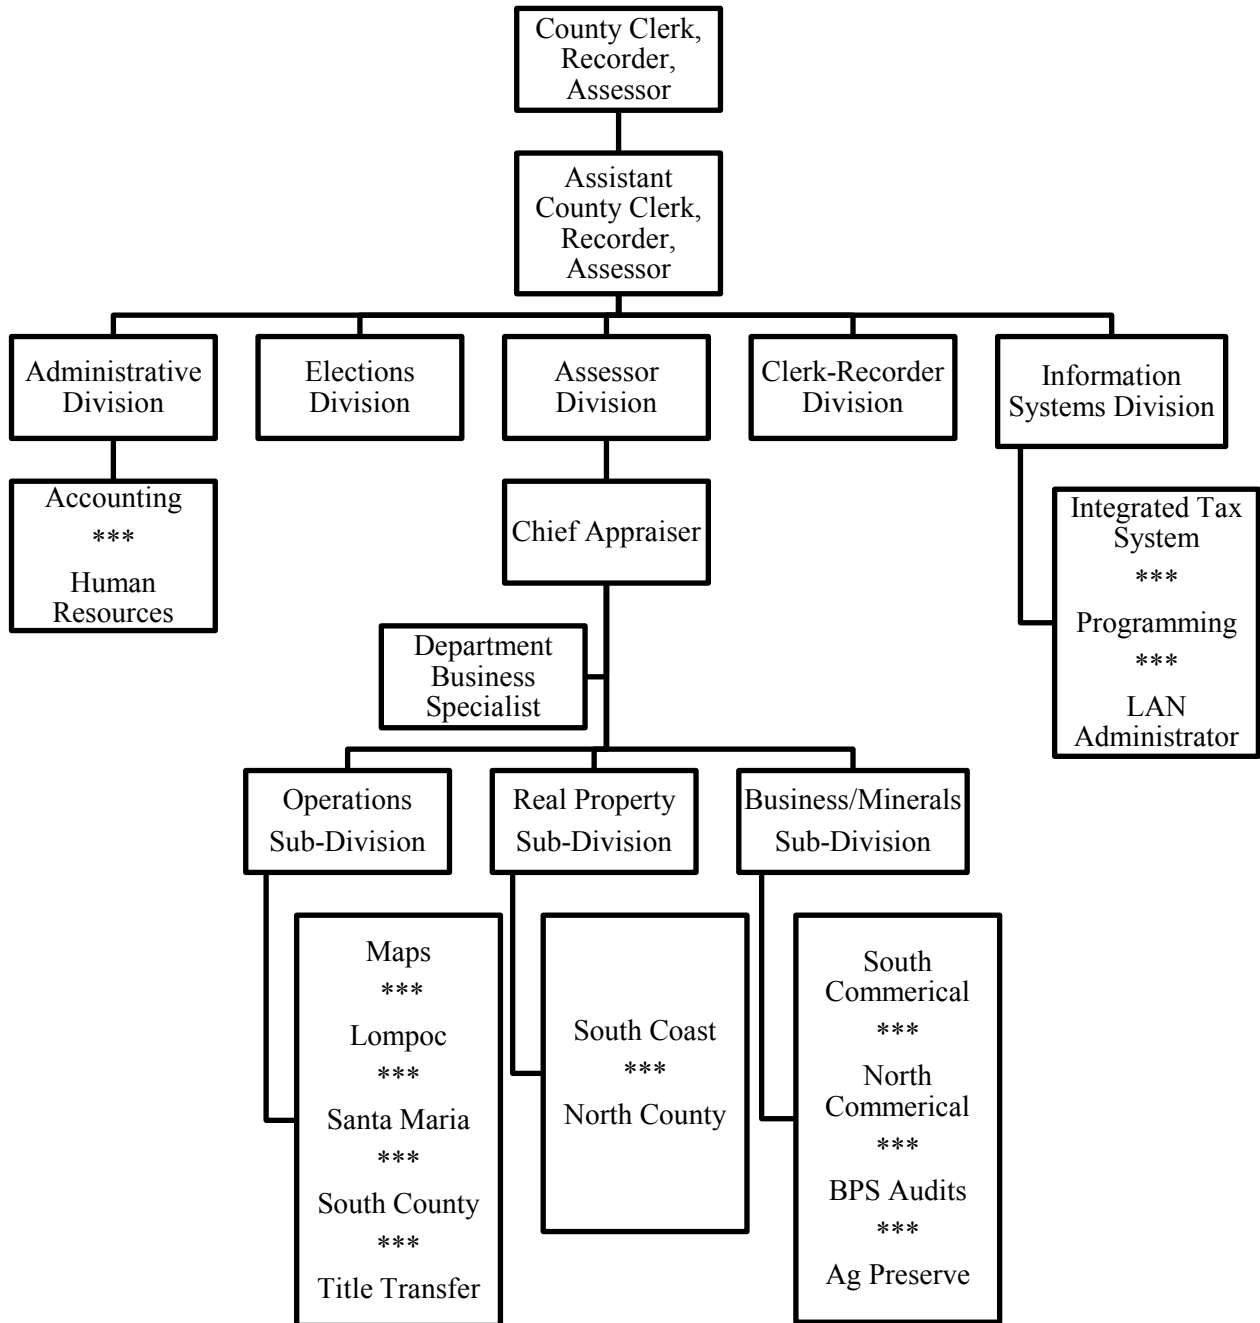 County Clerk,
Recorder,
Assessor
Assistant
County Clerk,
Recorder,
Assessor
Administrative
Division
Elections
Division
Assessor
Division
Clerk-Recorder
Division
Information
Systems Division
Accounting
***
Human
Resources
Chief Appraiser
Integrated Tax
System
***
Programming
***
LAN
Administrator
Department
Business
Specialist
Operations
Sub-Division
Real Property
Sub-Division
Business/Minerals
Sub-Division
Maps
***
Lompoc
***
Santa Maria
***
South County
***
Title Transfer
South Coast
***
North County
South
Commerical
***
North
Commerical
***
BPS Audits
***
Ag Preserve